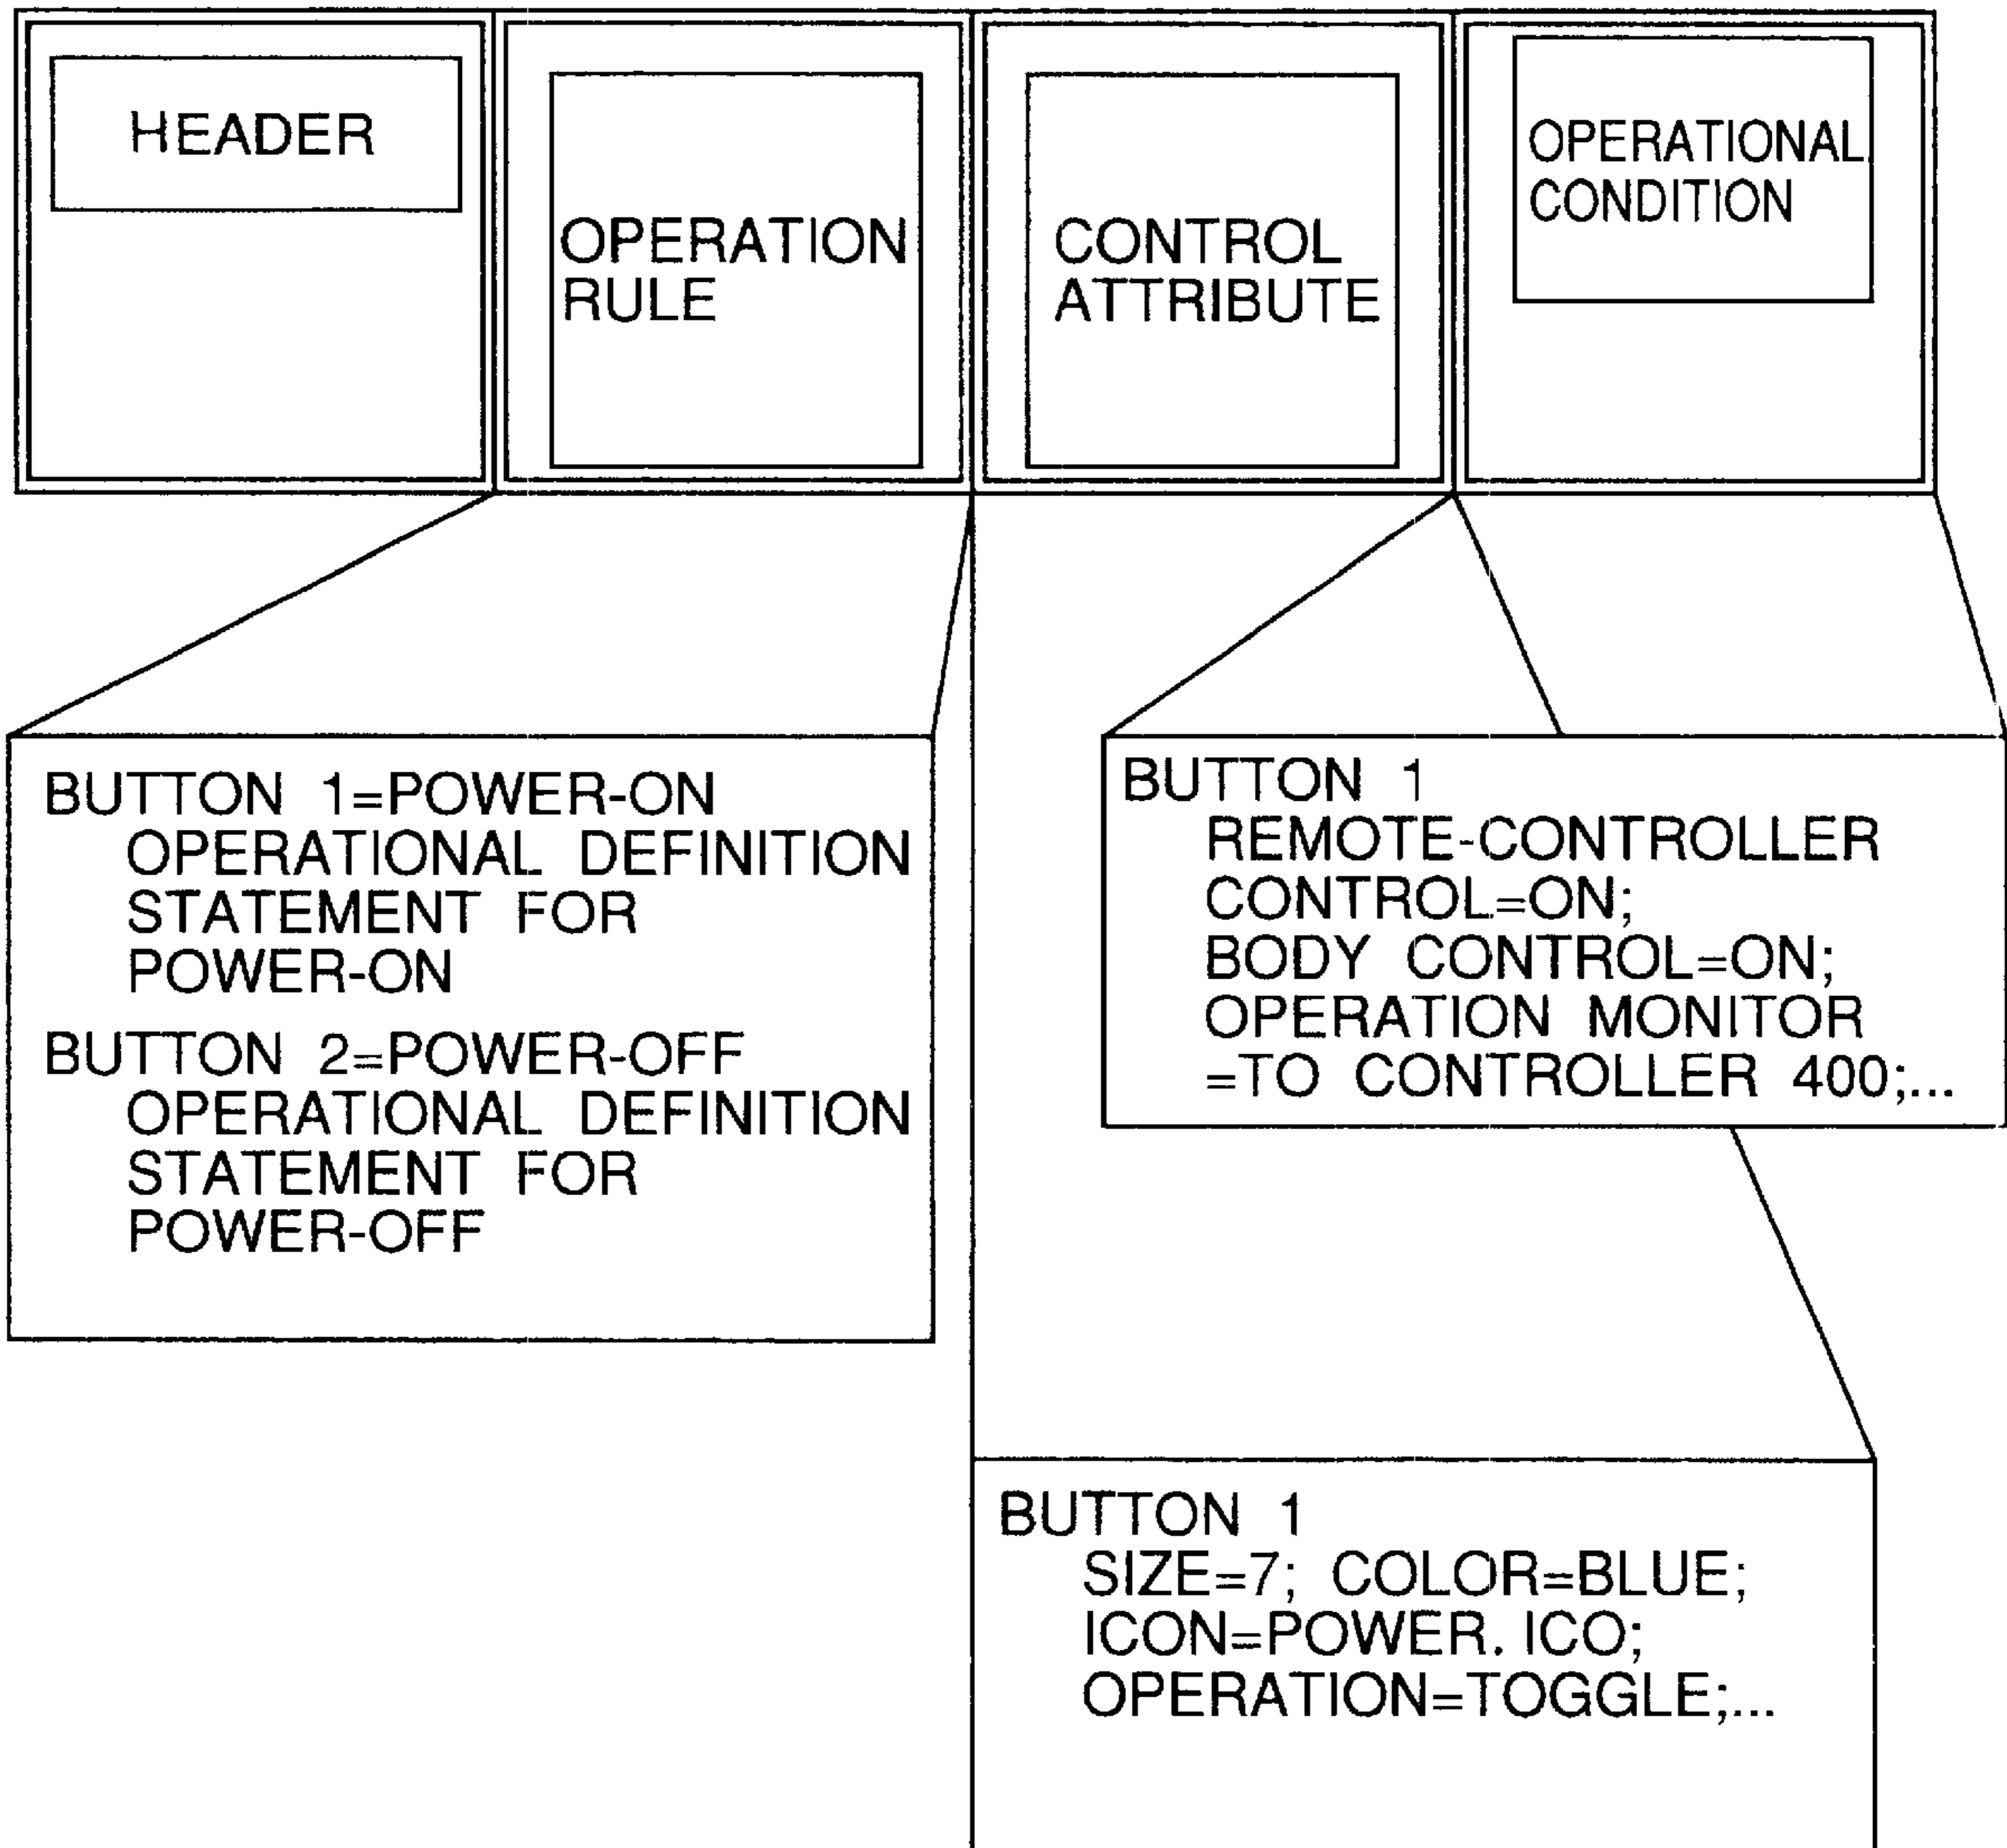 HEADER
OPERATION
RULE
CONTROL
ATTRIBUTE
OPERATIONAL
CONDITION
BUTTON 1=POWER-ON
OPERATIONAL DEFINITION
STATEMENT FOR
POWER-ON
BUTTON 2=POWER-OFF
OPERATIONAL DEFINITION
STATEMENT FOR
POWER-OFF
BUTTON 1
REMOTE-CONTROLLER
CONTROL=ON;
BODY CONTROL=ON;
OPERATION MONITOR
=TO CONTROLLER 400;...
BUTTON 1
SIZE=7; COLOR=BLUE;
ICON=POWER. ICO;
OPERATION=TOGGLE;...